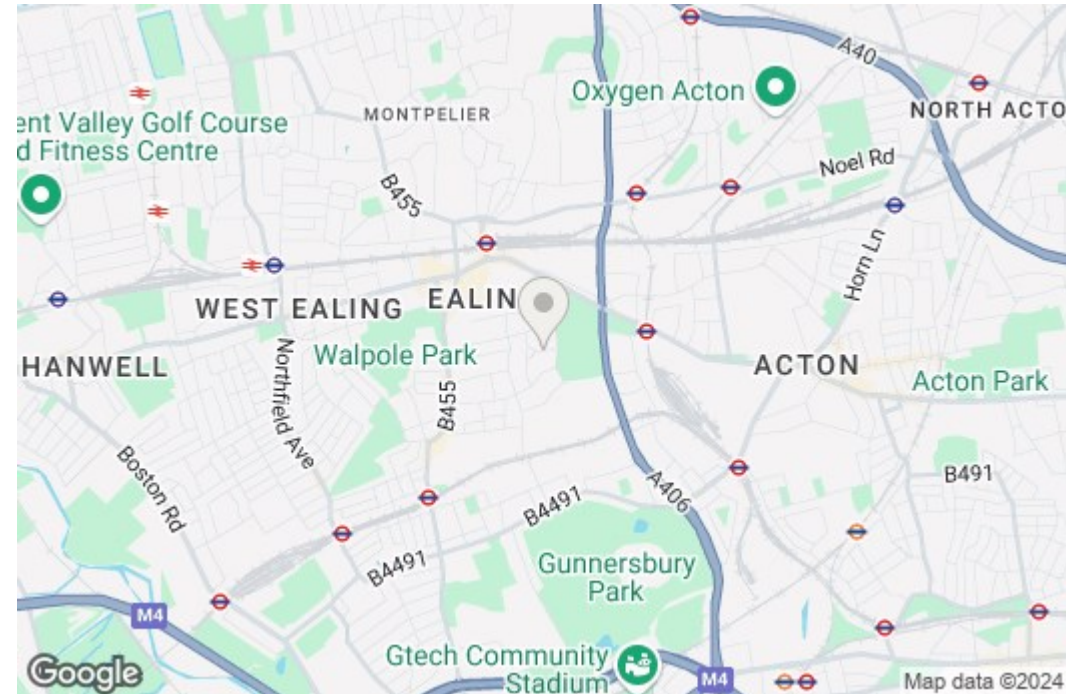 A40
Oxygen Acton
NORTH ACTO
MONTPELIER
ent Valley Golf Course
d Fitness Centre
Noel Rd
B455
Horn Ln
WEST EALING
EALIN
Walpole Park
HANWELL
ACTON
Acton Park
Northfield Ave
B455
Boston Rd
A406
B491
B4491
B4491
Gunnersbury
Park
M4
Gtech Community
Stadium
M4
Google
Map data ©2024